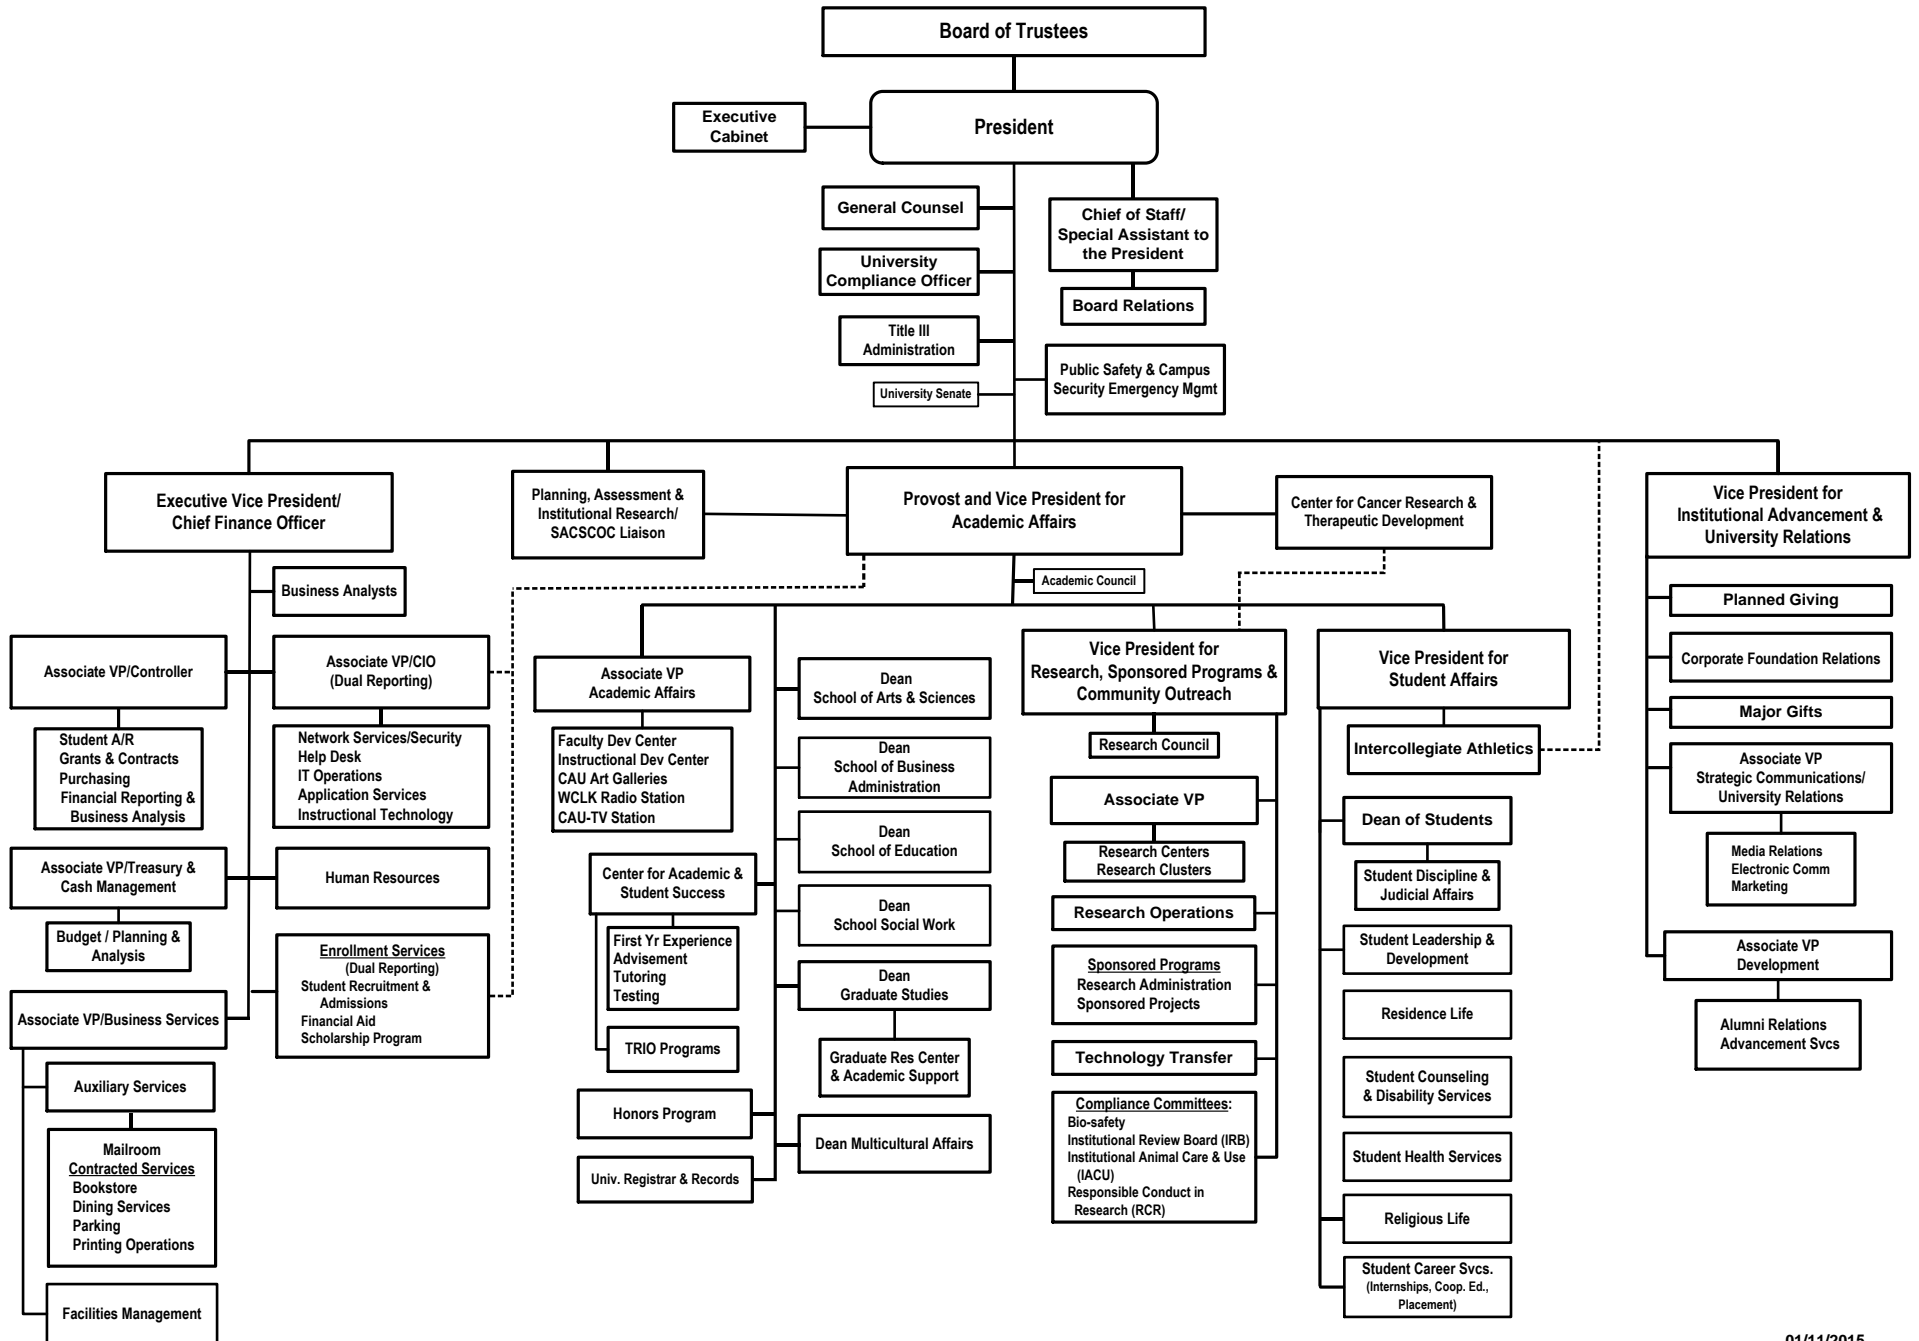 Board of Trustees
Executive
Cabinet
President
General Counsel
Chief of Staff/
Special Assistant to
the President
University
Compliance Officer
Board Relations
Title III
Administration
Public Safety & Campus
Security Emergency Mgmt
University Senate
Executive Vice President/
Chief Finance Officer
Planning, Assessment &
Institutional Research/
SACSCOC Liaison
Provost and Vice President for
Academic Affairs
Center for Cancer Research &
Therapeutic Development
Vice President for
Institutional Advancement &
University Relations
Business Analysts
Associate VP/Controller
Associate VP/CIO
(Dual Reporting)
Student A/R
Grants & Contracts
Purchasing
Financial Reporting &
Business Analysis
Network Services/Security
Help Desk
IT Operations
Application Services
Instructional Technology
Associate VP/Treasury &
Cash Management
Human Resources
Budget / Planning &
Analysis
Enrollment Services
(Dual Reporting)
Student Recruitment &
Admissions
Financial Aid
Scholarship Program
Associate VP/Business Services
Auxiliary Services
Mailroom
Contracted Services
Bookstore
Dining Services
Parking
Printing Operations
Facilities Management
Academic Council
Associate VP
Academic Affairs
Faculty Dev Center
Instructional Dev Center
CAU Art Galleries
WCLK Radio Station
CAU-TV Station
Center for Academic &
Student Success
First Yr Experience
Advisement
Tutoring
Testing
TRIO Programs
Honors Program
Univ. Registrar & Records
Dean
School of Arts & Sciences
Dean
School of Business
Administration
Dean
School of Education
Dean
School Social Work
Dean
Graduate Studies
Graduate Res Center
& Academic Support
Dean Multicultural Affairs
Vice President for
Research, Sponsored Programs &
Community Outreach
Research Council
Associate VP
Research Centers
Research Clusters
Research Operations
Sponsored Programs
Research Administration
Sponsored Projects
Technology Transfer
Compliance Committees:
Bio-safety
Institutional Review Board (IRB)
Institutional Animal Care & Use
(IACU)
Responsible Conduct in
Research (RCR)
Vice President for
Student Affairs
Intercollegiate Athletics
Dean of Students
Student Discipline &
Judicial Affairs
Student Leadership &
Development
Residence Life
Student Counseling
& Disability Services
Student Health Services
Religious Life
Student Career Svcs.
(Internships, Coop. Ed.,
Placement)
Planned Giving
Corporate Foundation Relations
Major Gifts
Associate VP
Strategic Communications/
University Relations
Media Relations
Electronic Comm
Marketing
Associate VP
Development
Alumni Relations
Advancement Svcs
01/11/2015